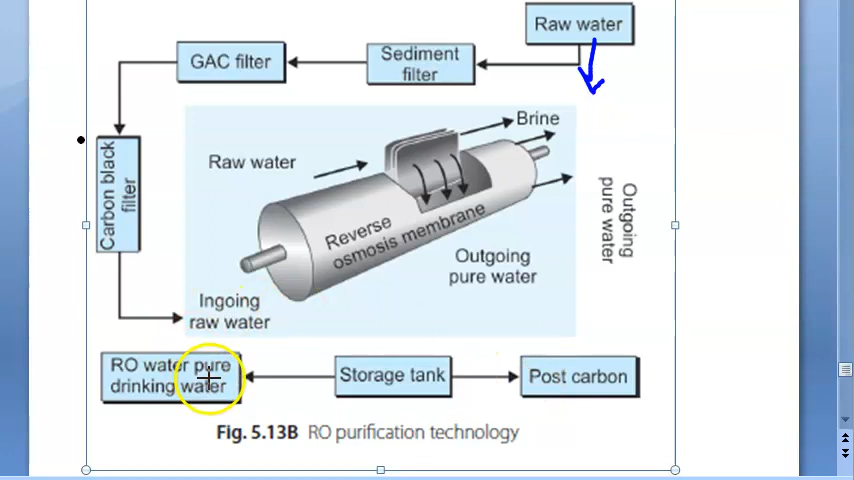 Raw water
GAC filter
Sediment
filter
Carbon black
filter
Raw water
Brine
Reverse
osmosis membrane
Outgoing
pure water
Outgoing
pure water
Ingoing
raw water
RO water pure
drinking water
Storage tank
Post carbon
Fig. 5.13B RO purification technology